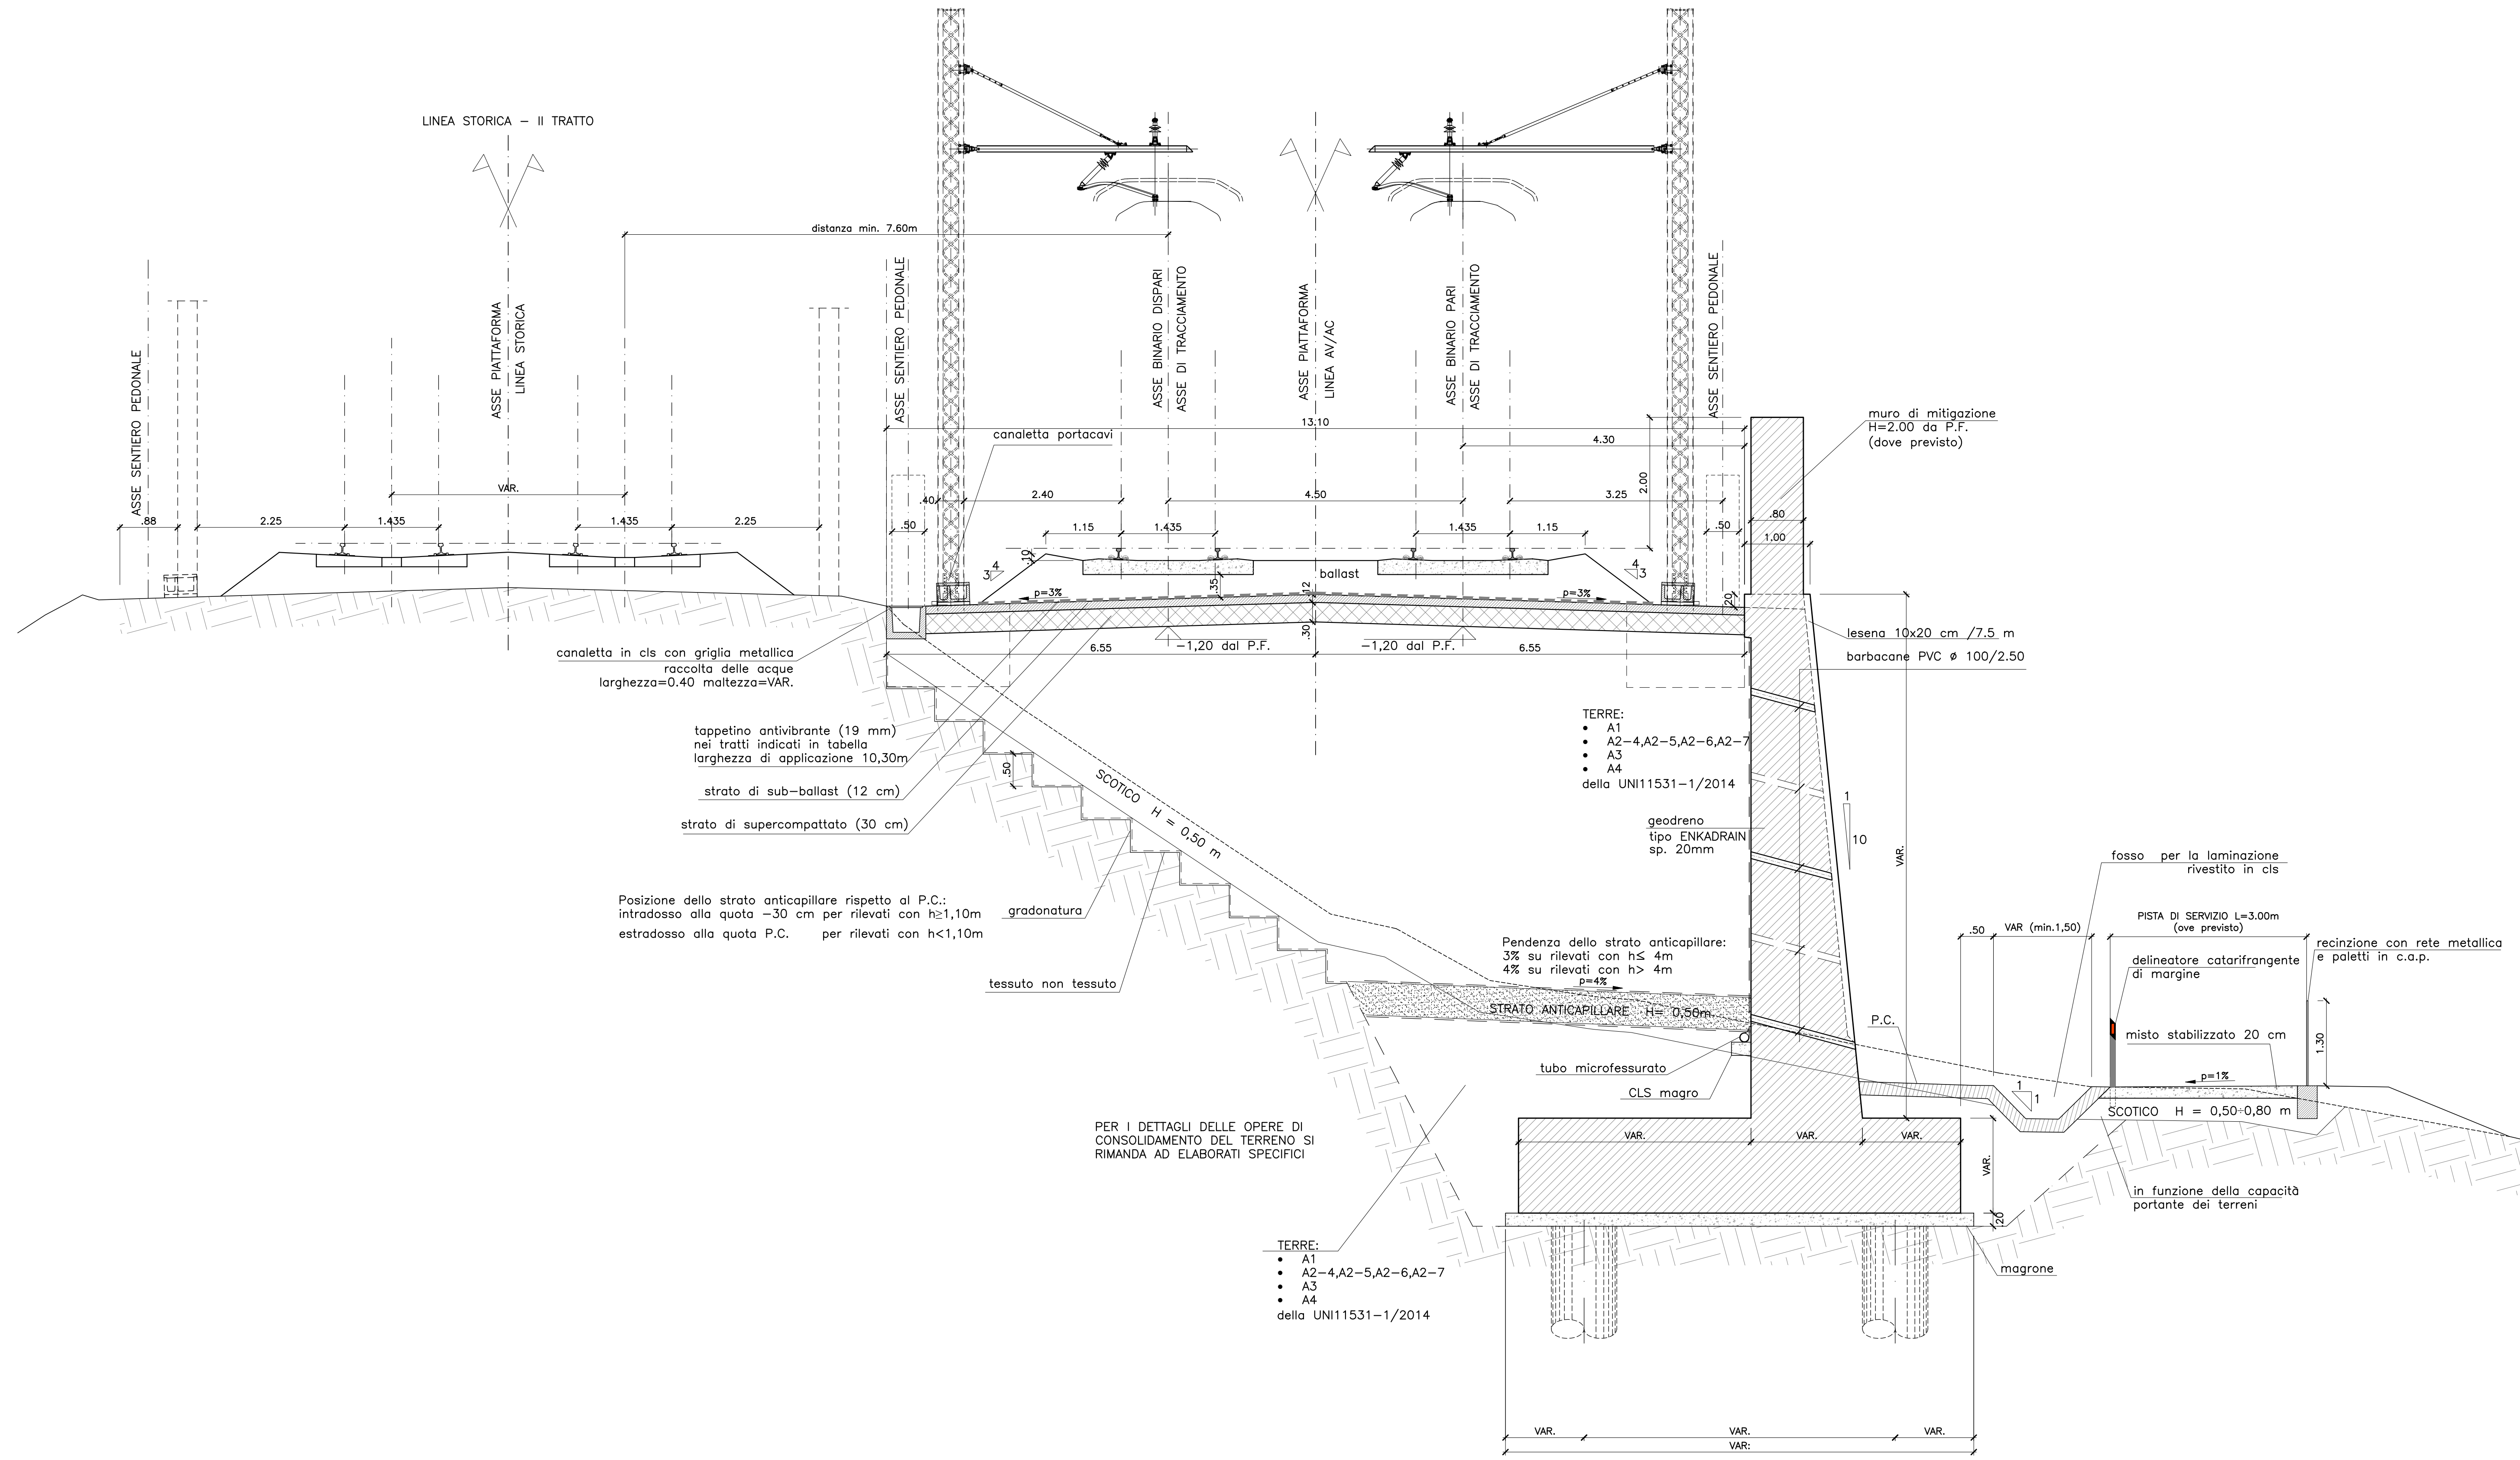 LINEA STORICA – II TRATTO
distanza min. 7.60m
ASSE SENTIERO PEDONALE
ASSE PIATTAFORMA
LINEA STORICA
ASSE SENTIERO PEDONALE
ASSE BINARIO DISPARI
ASSE DI TRACCIAMENTO
ASSE PIATTAFORMA
LINEA AV/AC
ASSE BINARIO PARI
ASSE DI TRACCIAMENTO
ASSE SENTIERO PEDONALE
muro di mitigazione
H=2.00 da P.F.
(dove previsto)
13.10
canaletta portacavi
4.30
2.00
VAR.
.40
2.40
4.50
3.25
.88
2.25
1.435
1.435
2.25
.50
1.15
1.435
1.435
1.15
.50
.80
1.00
.10
4
3
4
3
.35
ballast
.12
p=3%
p=3%
.20
.30
−1,20 dal P.F.
−1,20 dal P.F.
6.55
6.55
lesena 10x20 cm /7.5 m
barbacane PVC ø 100/2.50
canaletta in cls con griglia metallica
raccolta delle acque
larghezza=0.40 maltezza=VAR.
tappetino antivibrante (19 mm)
nei tratti indicati in tabella
larghezza di applicazione 10,30m
strato di sub−ballast (12 cm)
strato di supercompattato (30 cm)
.50
SCOTICO H = 0,50 m
TERRE:
• A1
• A2−4,A2−5,A2−6,A2−7
• A3
• A4
della UNI11531−1/2014
geodreno
tipo ENKADRAIN
sp. 20mm
1
10
VAR.
fosso per la laminazione
rivestito in cls
Posizione dello strato anticapillare rispetto al P.C.:
intradosso alla quota −30 cm per rilevati con h≥1,10m
estradosso alla quota P.C. per rilevati con h<1,10m
gradonatura
tessuto non tessuto
Pendenza dello strato anticapillare:
3% su rilevati con h≤ 4m
4% su rilevati con h> 4m
p=4%
STRATO ANTICAPILLARE H= 0,50m.
.50
VAR (min.1,50)
PISTA DI SERVIZIO L=3.00m
(ove previsto)
recinzione con rete metallica
e paletti in c.a.p.
delineatore catarifrangente
di margine
P.C.
misto stabilizzato 20 cm
1.30
p=1%
tubo microfessurato
CLS magro
1
1
SCOTICO H = 0,50÷0,80 m
PER I DETTAGLI DELLE OPERE DI
CONSOLIDAMENTO DEL TERRENO SI
RIMANDA AD ELABORATI SPECIFICI
VAR.
VAR.
VAR.
VAR.
.20
in funzione della capacità
portante dei terreni
magrone
TERRE:
• A1
• A2−4,A2−5,A2−6,A2−7
• A3
• A4
della UNI11531−1/2014
VAR.
VAR.
VAR.
VAR: